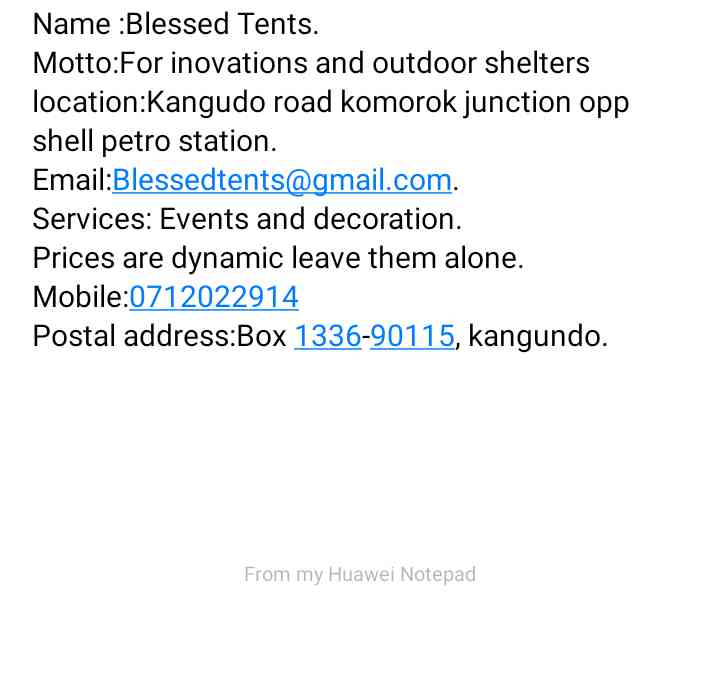 Name :Blessed Tents.
Motto:For inovations and outdoor shelters
location:Kangudo road komorok junction opp
shell petro station.
Email:Blessedtents@gmail.com.
Services: Events and decoration.
Prices are dynamic leave them alone.
Mobile:0712022914
Postal address:Box 1336-90115, kangundo.
From my Huawei Notepad